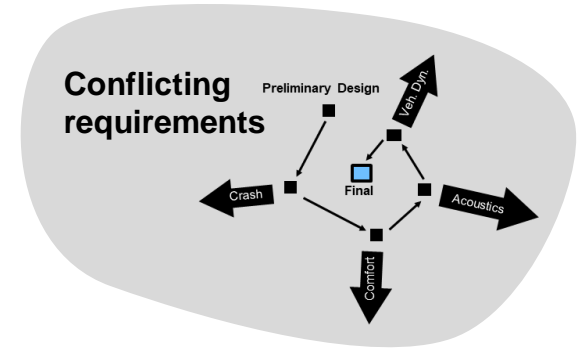 Conflicting
requirements
Preliminary Design
Veh. Dyn.
Final
Crash
Acoustics
Comfort